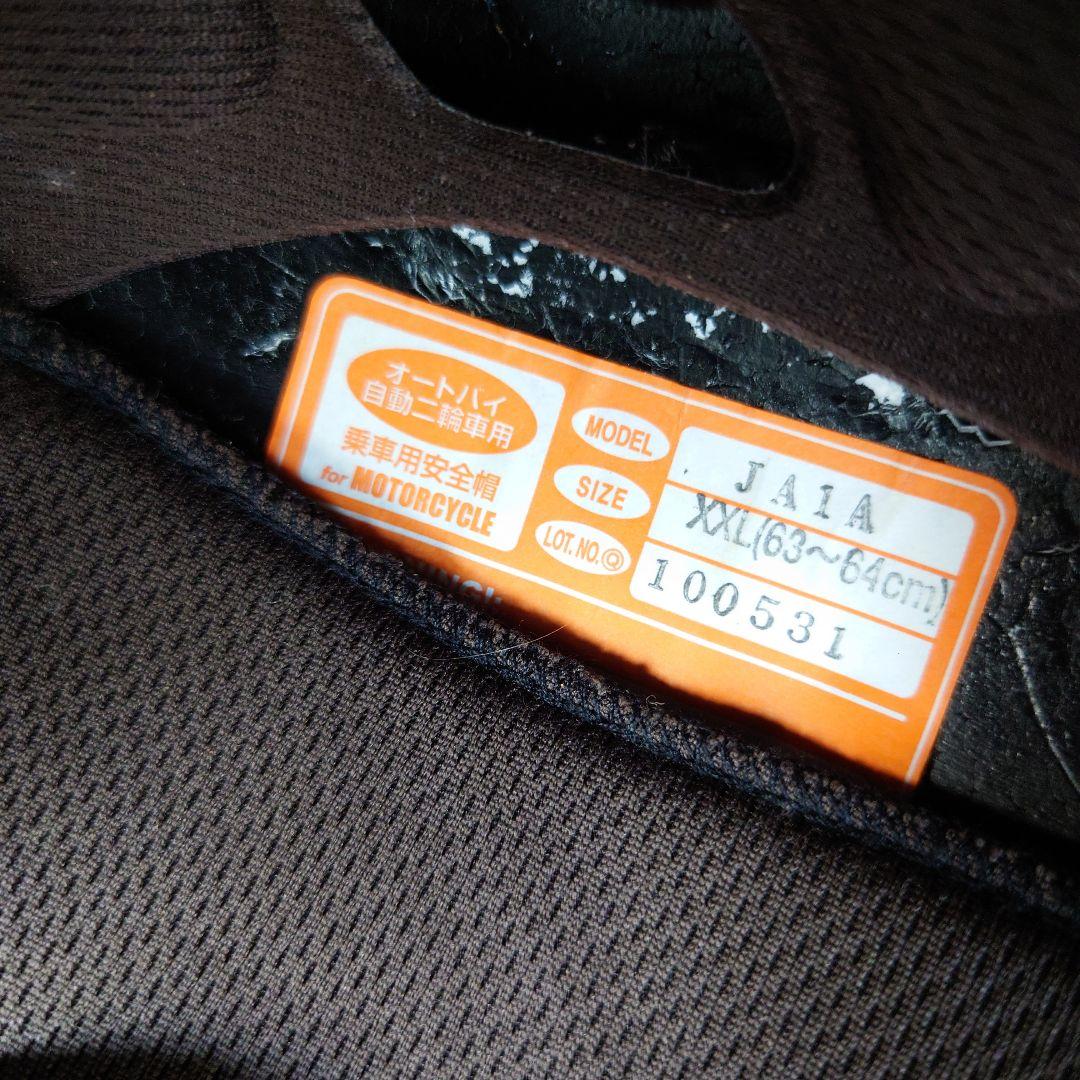 オートバイ
自動二輪車用
乗車用安全帽
for MOTORCYCLE
MODEL JA1A
SIZE XXL(63～64cm)
LOT.NO.@ 100531